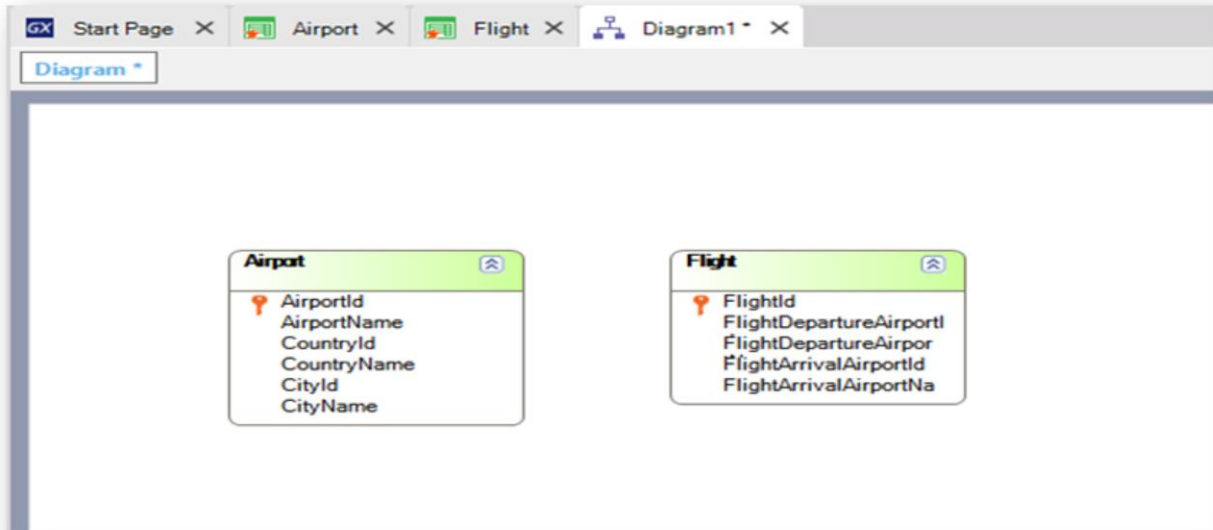 GX Start Page Airport Flight Diagram1 *
Diagram *
Airport
AirportId
AirportName
CountryId
CountryName
CityId
CityName
Flight
FlightId
FlightDepartureAirportI
FlightDepartureAirpor
FlightArrivalAirportId
FlightArrivalAirportNa